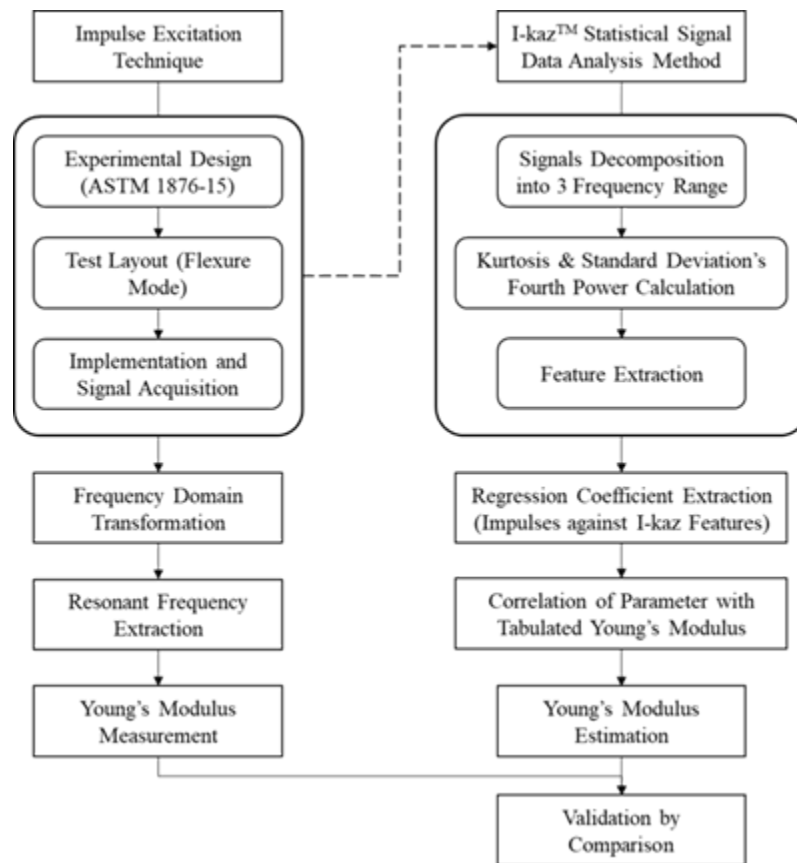 Impulse Excitation
Technique
Experimental Design
(ASTM 1876-15)
Test Layout (Flexure
Mode)
Implementation and
Signal Acquisition
Frequency Domain
Transformation
Resonant Frequency
Extraction
Young's Modulus
Measurement
I-kaz™ Statistical Signal
Data Analysis Method
Signals Decomposition
into 3 Frequency Range
Kurtosis & Standard Deviation's
Fourth Power Calculation
Feature Extraction
Regression Coefficient Extraction
(Impulses against I-kaz Features)
Correlation of Parameter with
Tabulated Young's Modulus
Young's Modulus
Estimation
Validation by
Comparison